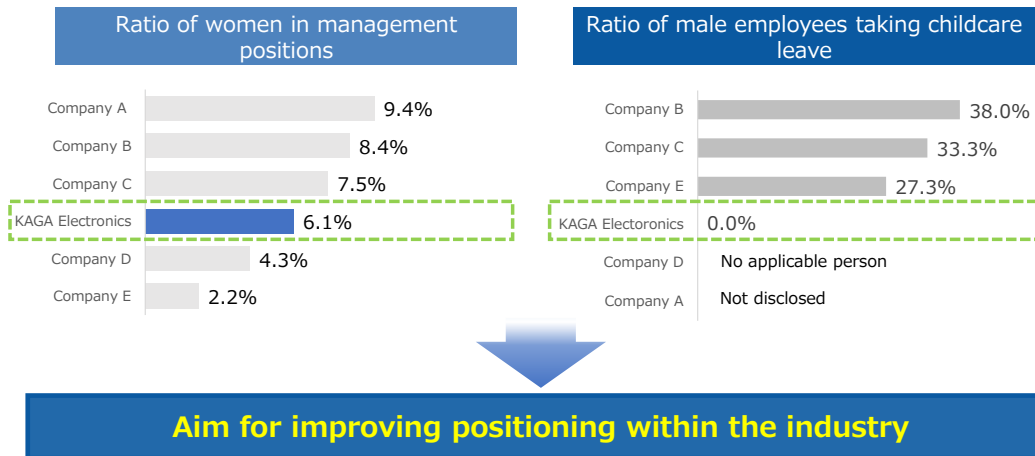 Ratio of women in management
positions
Company A 9.4%
Company B 8.4%
Company C 7.5%
KAGA Electronics 6.1%
Company D 4.3%
Company E 2.2%
Ratio of male employees taking childcare
leave
Company B 38.0%
Company C 33.3%
Company E 27.3%
KAGA Electoronics 0.0%
Company D No applicable person
Company A Not disclosed
Aim for improving positioning within the industry